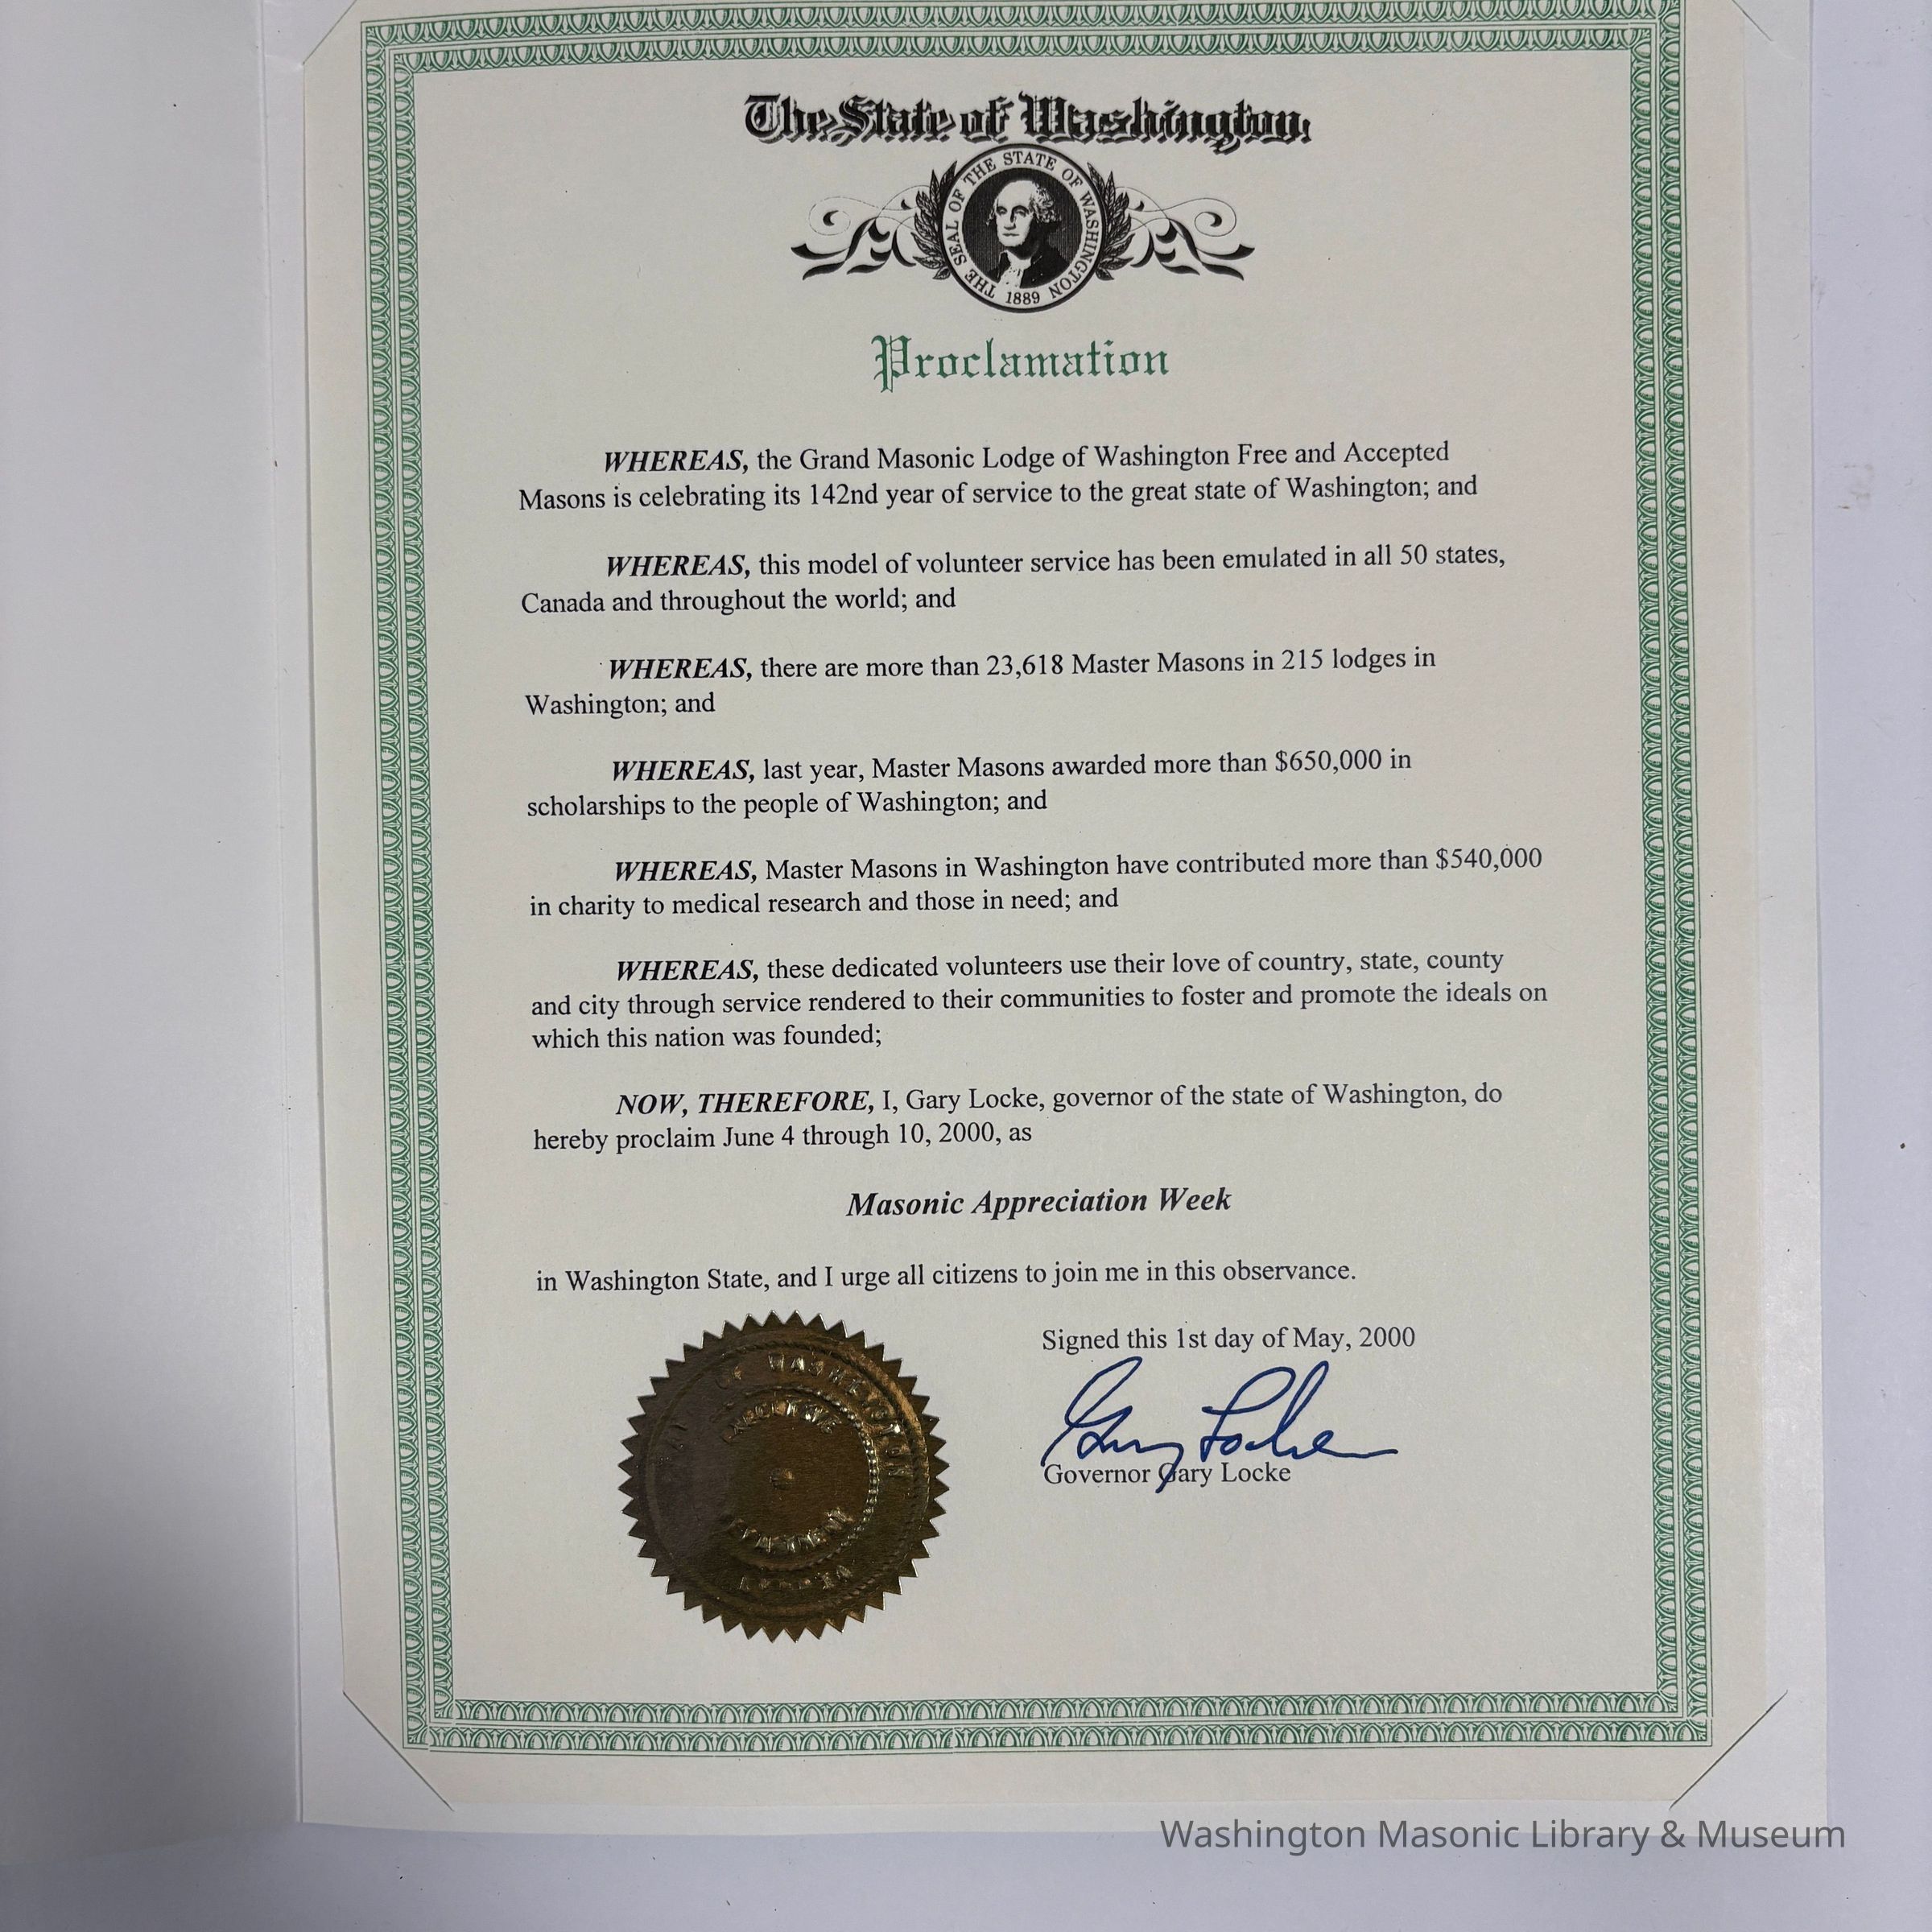 The State of Washington
THE SEAL OF THE STATE OF WASHINGTON
1889
Proclamation
WHEREAS, the Grand Masonic Lodge of Washington Free and Accepted
Masons is celebrating its 142nd year of service to the great state of Washington; and
WHEREAS, this model of volunteer service has been emulated in all 50 states,
Canada and throughout the world; and
WHEREAS, there are more than 23,618 Master Masons in 215 lodges in
Washington; and
WHEREAS, last year, Master Masons awarded more than $650,000 in
scholarships to the people of Washington; and
WHEREAS, Master Masons in Washington have contributed more than $540,000
in charity to medical research and those in need; and
WHEREAS, these dedicated volunteers use their love of country, state, county
and city through service rendered to their communities to foster and promote the ideals on
which this nation was founded;
NOW, THEREFORE, I, Gary Locke, governor of the state of Washington, do
hereby proclaim June 4 through 10, 2000, as
Masonic Appreciation Week
in Washington State, and I urge all citizens to join me in this observance.
Signed this 1st day of May, 2000
Gary Locke
Governor Gary Locke
OF WASHINGTON
Washington Masonic Library & Museum